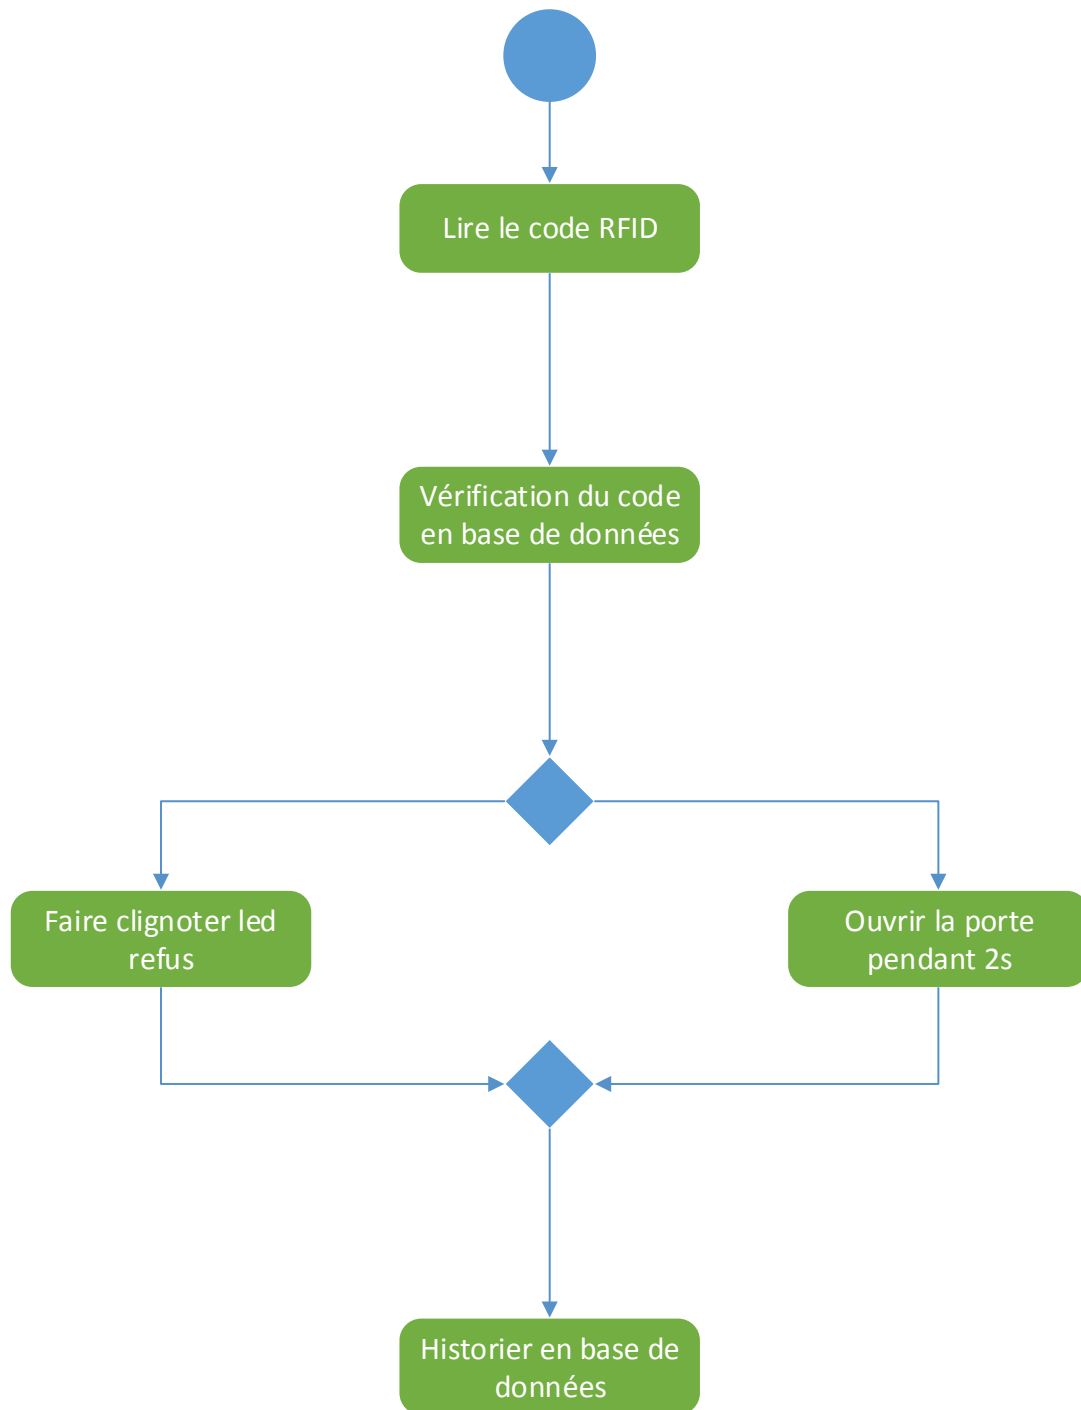 Lire le code RFID
Vérification du code
en base de données
Faire clignoter led
refus
Ouvrir la porte
pendant 2s
Historier en base de
données